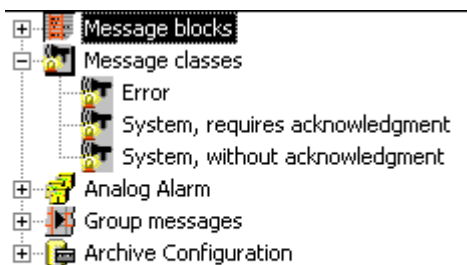 Message blocks
Message classes
Error
System, requires acknowledgment
System, without acknowledgment
Analog Alarm
Group messages
Archive Configuration